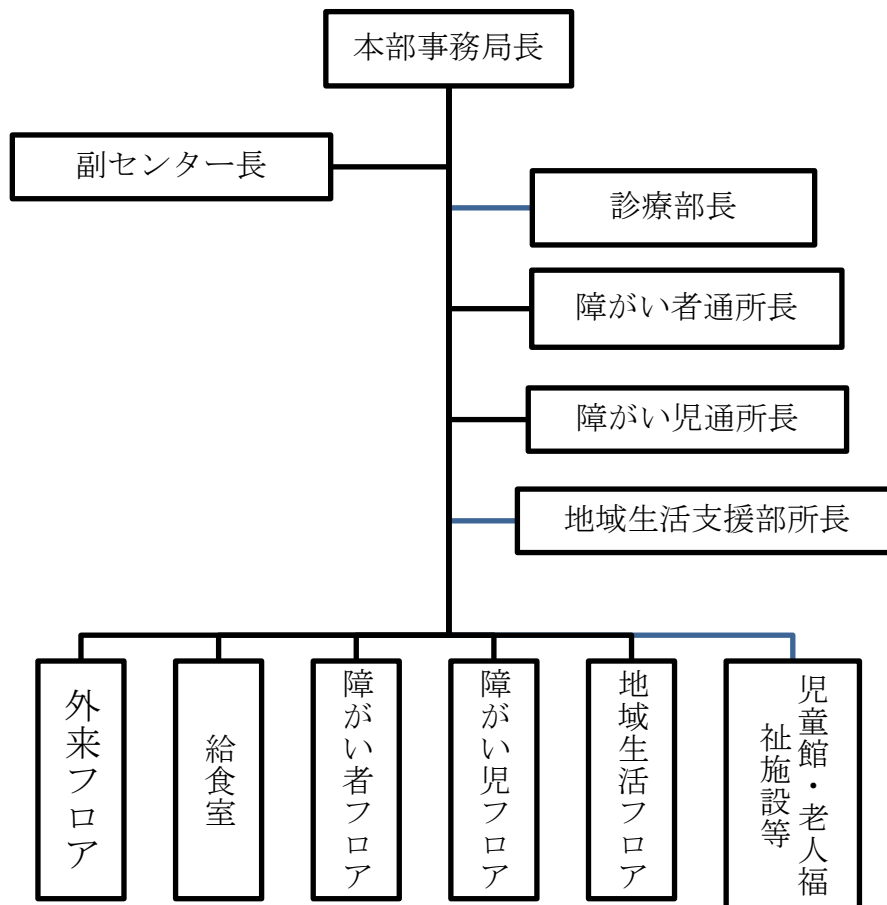 本部事務局長
副センター長
診療部長
障がい者通所長
障がい児通所長
地域生活支援部所長
外来フロア
給食室
障がい者フロア
障がい児フロア
地域生活フロア
児童館・老人福
祉施設等